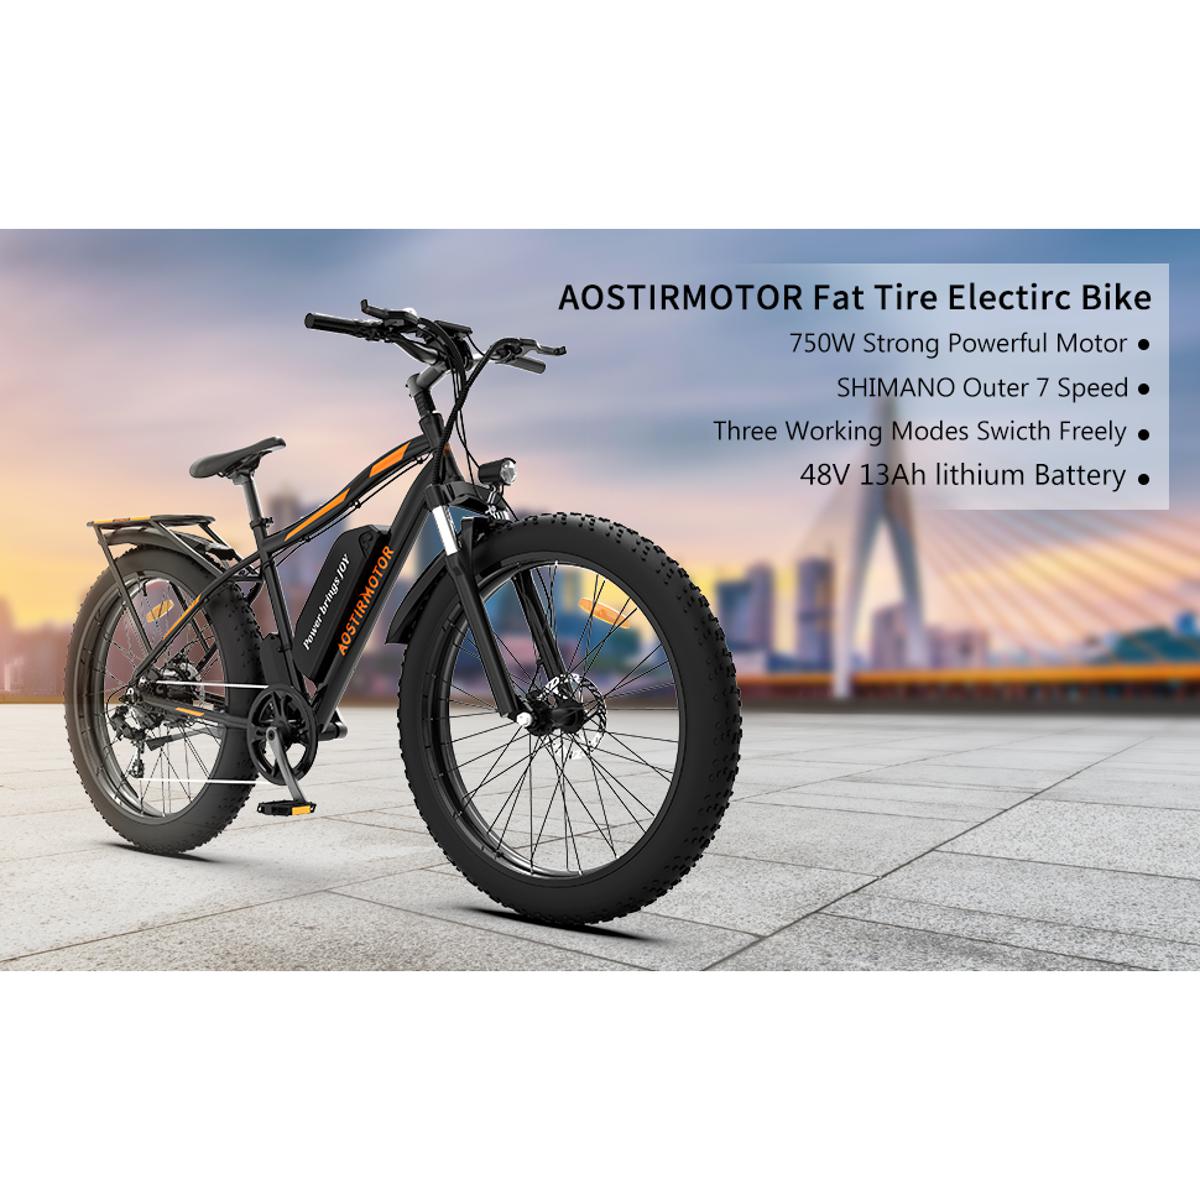 AOSTIRMOTOR Fat Tire Electirc Bike
750W Strong Powerful Motor ●
SHIMANO Outer 7 Speed ●
Three Working Modes Swicth Freely ●
48V 13Ah lithium Battery ●
Power brings JOY
AOSTIRMOTOR